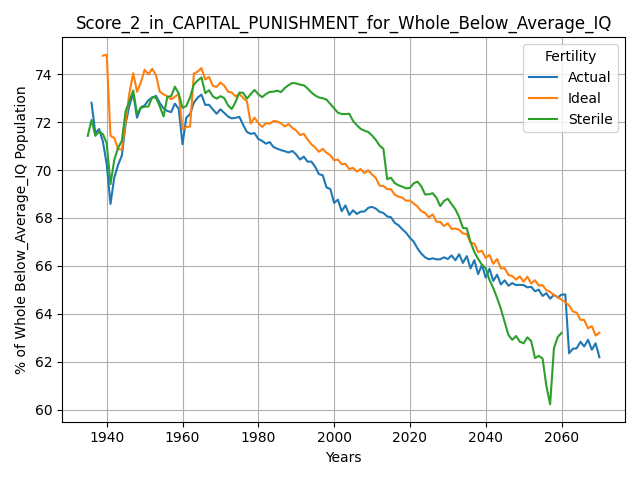 Score_2_in_CAPITAL_PUNISHMENT_for_Whole_Below_Average_IQ
% of Whole Below_Average_IQ Population
74
72
70
68
66
64
62
60
Fertility
Actual
Ideal
Sterile
1940 1960 1980 2000 2020 2040 2060
Years